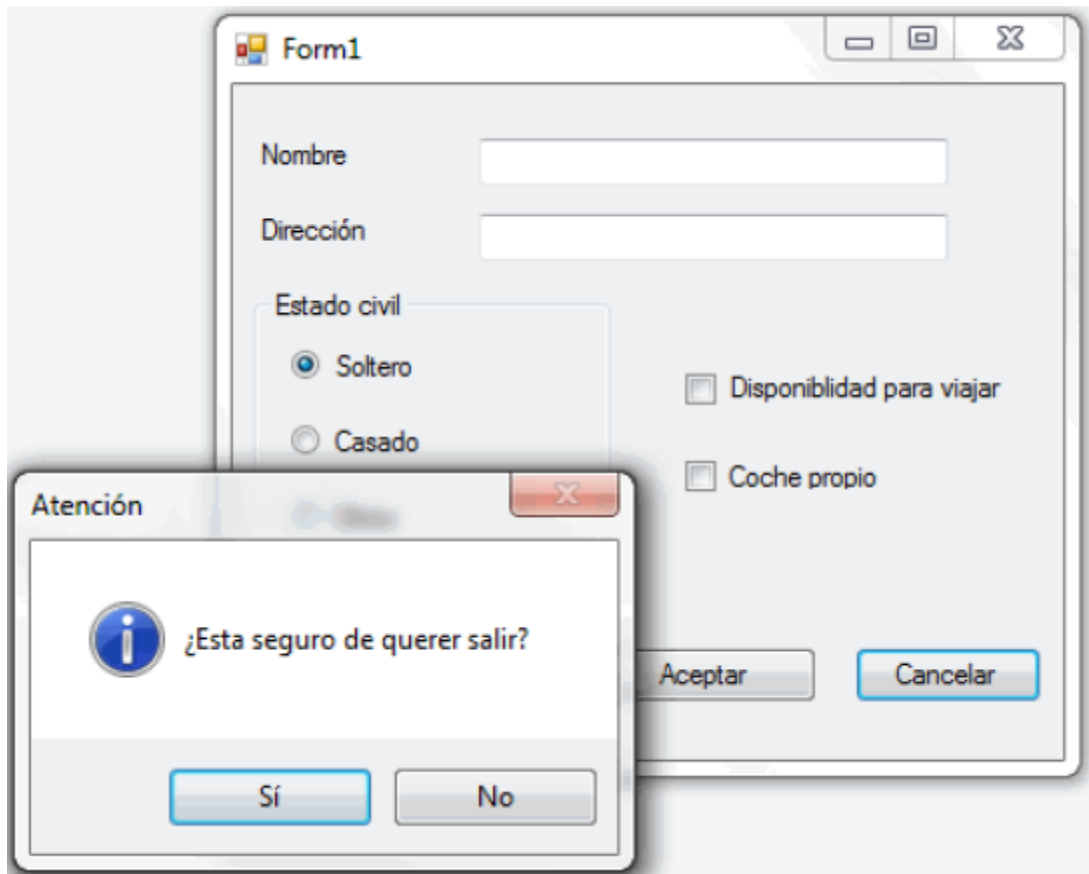 Form1
Nombre
Dirección
Estado civil
Soltero
Casado
Disponiblidad para viajar
Coche propio
Aceptar
Cancelar
Atención
¿Esta seguro de querer salir?
Sí
No